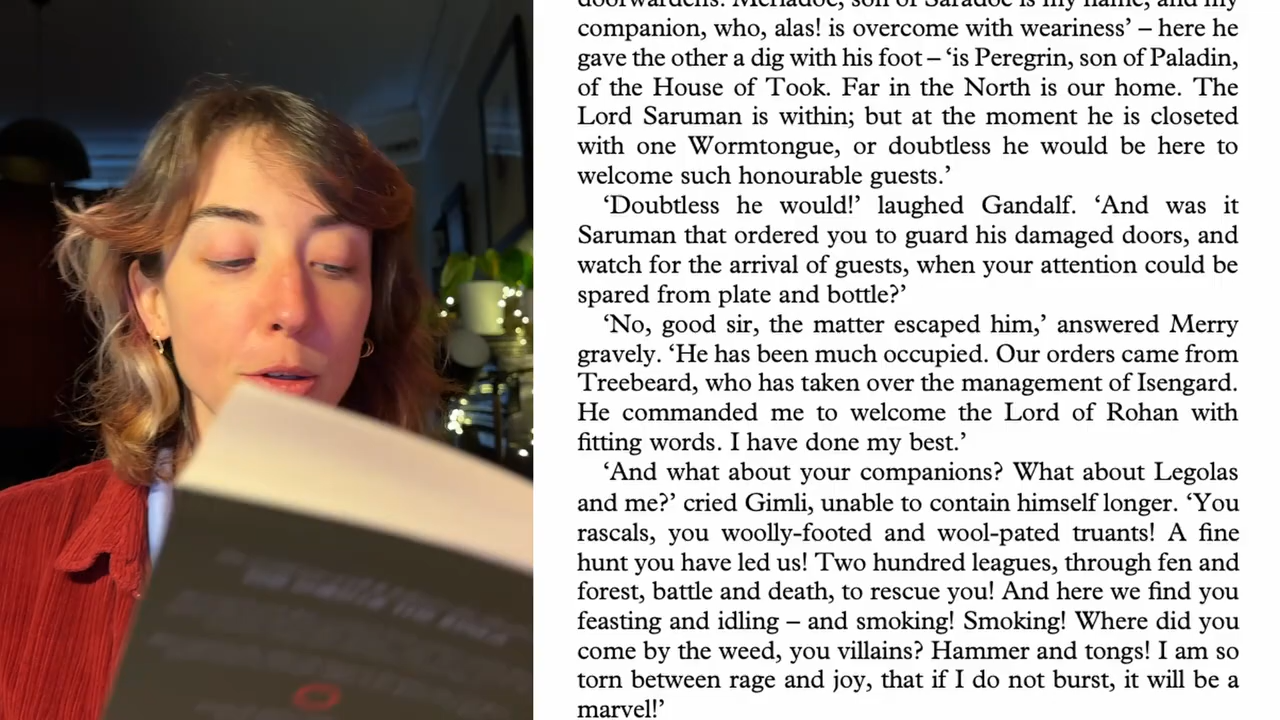 doorwardens. Meriadoc, son of Saradoc is my name; and my
companion, who, alas! is overcome with weariness’ – here he
gave the other a dig with his foot – ‘is Peregrin, son of Paladin,
of the House of Took. Far in the North is our home. The
Lord Saruman is within; but at the moment he is closeted
with one Wormtongue, or doubtless he would be here to
welcome such honourable guests.’
‘Doubtless he would!’ laughed Gandalf. ‘And was it
Saruman that ordered you to guard his damaged doors, and
watch for the arrival of guests, when your attention could be
spared from plate and bottle?’
‘No, good sir, the matter escaped him,’ answered Merry
gravely. ‘He has been much occupied. Our orders came from
Treebeard, who has taken over the management of Isengard.
He commanded me to welcome the Lord of Rohan with
fitting words. I have done my best.’
‘And what about your companions? What about Legolas
and me?’ cried Gimli, unable to contain himself longer. ‘You
rascals, you woolly-footed and wool-pated truants! A fine
hunt you have led us! Two hundred leagues, through fen and
forest, battle and death, to rescue you! And here we find you
feasting and idling – and smoking! Smoking! Where did you
come by the weed, you villains? Hammer and tongs! I am so
torn between rage and joy, that if I do not burst, it will be a
marvel!’